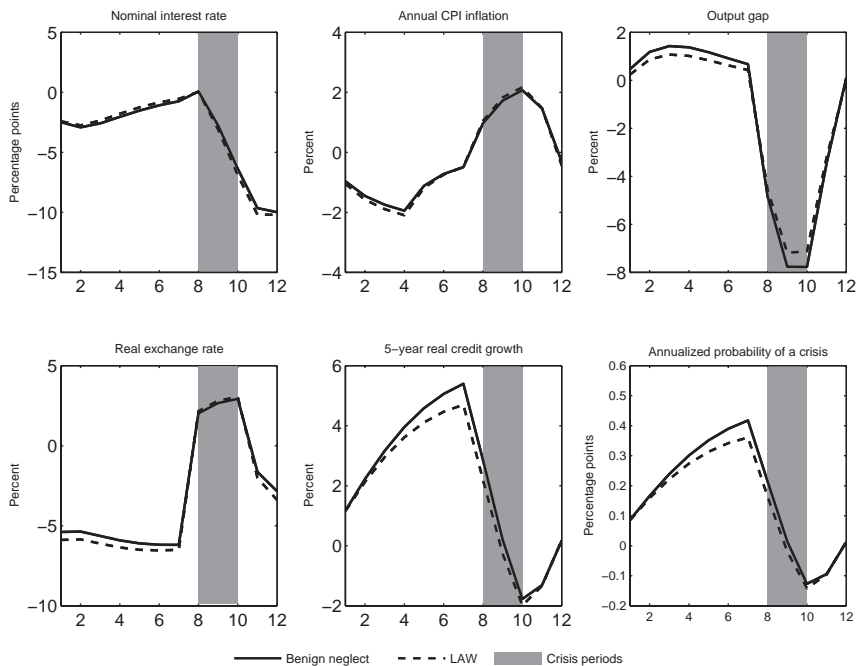 Nominal interest rate
Annual CPI inflation
Output gap
5
0
−5
−10
−15
Percentage points
2 4 6 8 10 12
4
2
0
−2
−4
Percent
2 4 6 8 10 12
2
0
−2
−4
−6
−8
Percent
2 4 6 8 10 12
Real exchange rate
5−year real credit growth
Annualized probability of a crisis
5
0
−5
−10
Percent
2 4 6 8 10 12
6
4
2
0
−2
Percent
2 4 6 8 10 12
0.6
0.5
0.4
0.3
0.2
0.1
0
−0.1
−0.2
Percentage points
2 4 6 8 10 12
Benign neglect LAW Crisis periods